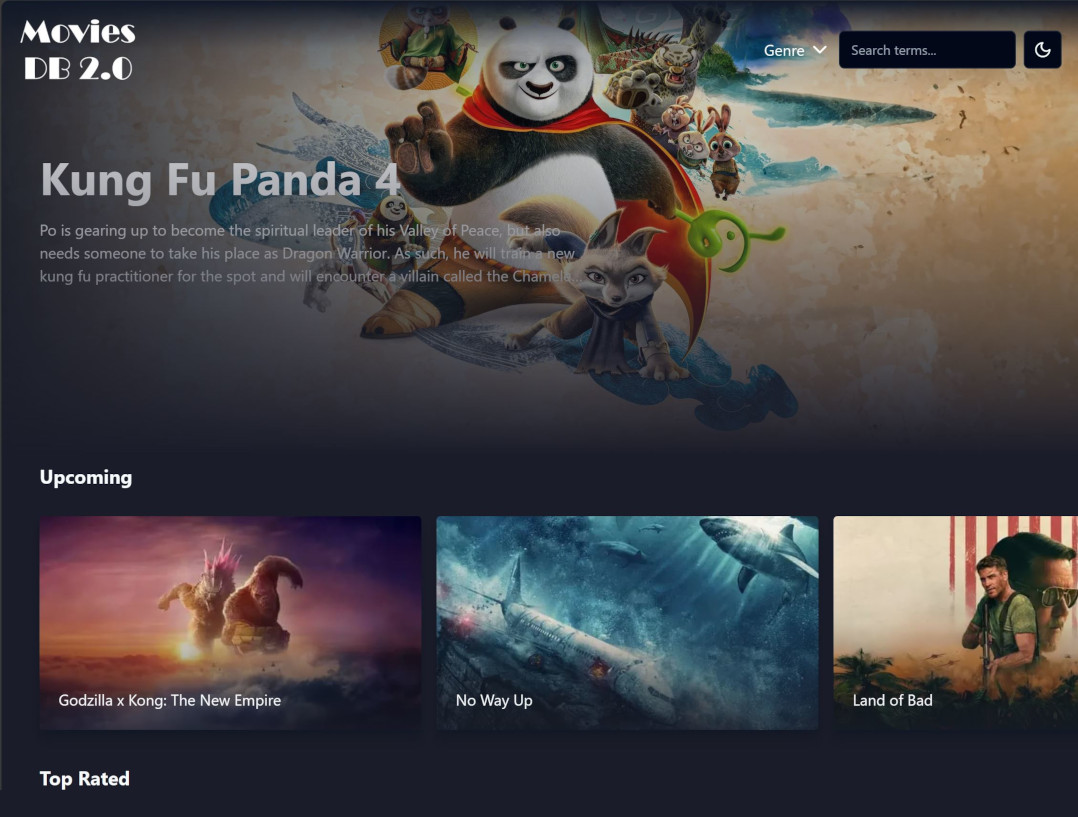 Movies
DB 2.0
Genre
Search terms...
Kung Fu Panda 4
Po is gearing up to become the spiritual leader of his Valley of Peace, but also
needs someone to take his place as Dragon Warrior. As such, he will train a new
kung fu practitioner for the spot and will encounter a villain called the Chamele...
Upcoming
Godzilla x Kong: The New Empire
No Way Up
Land of Bad
Top Rated